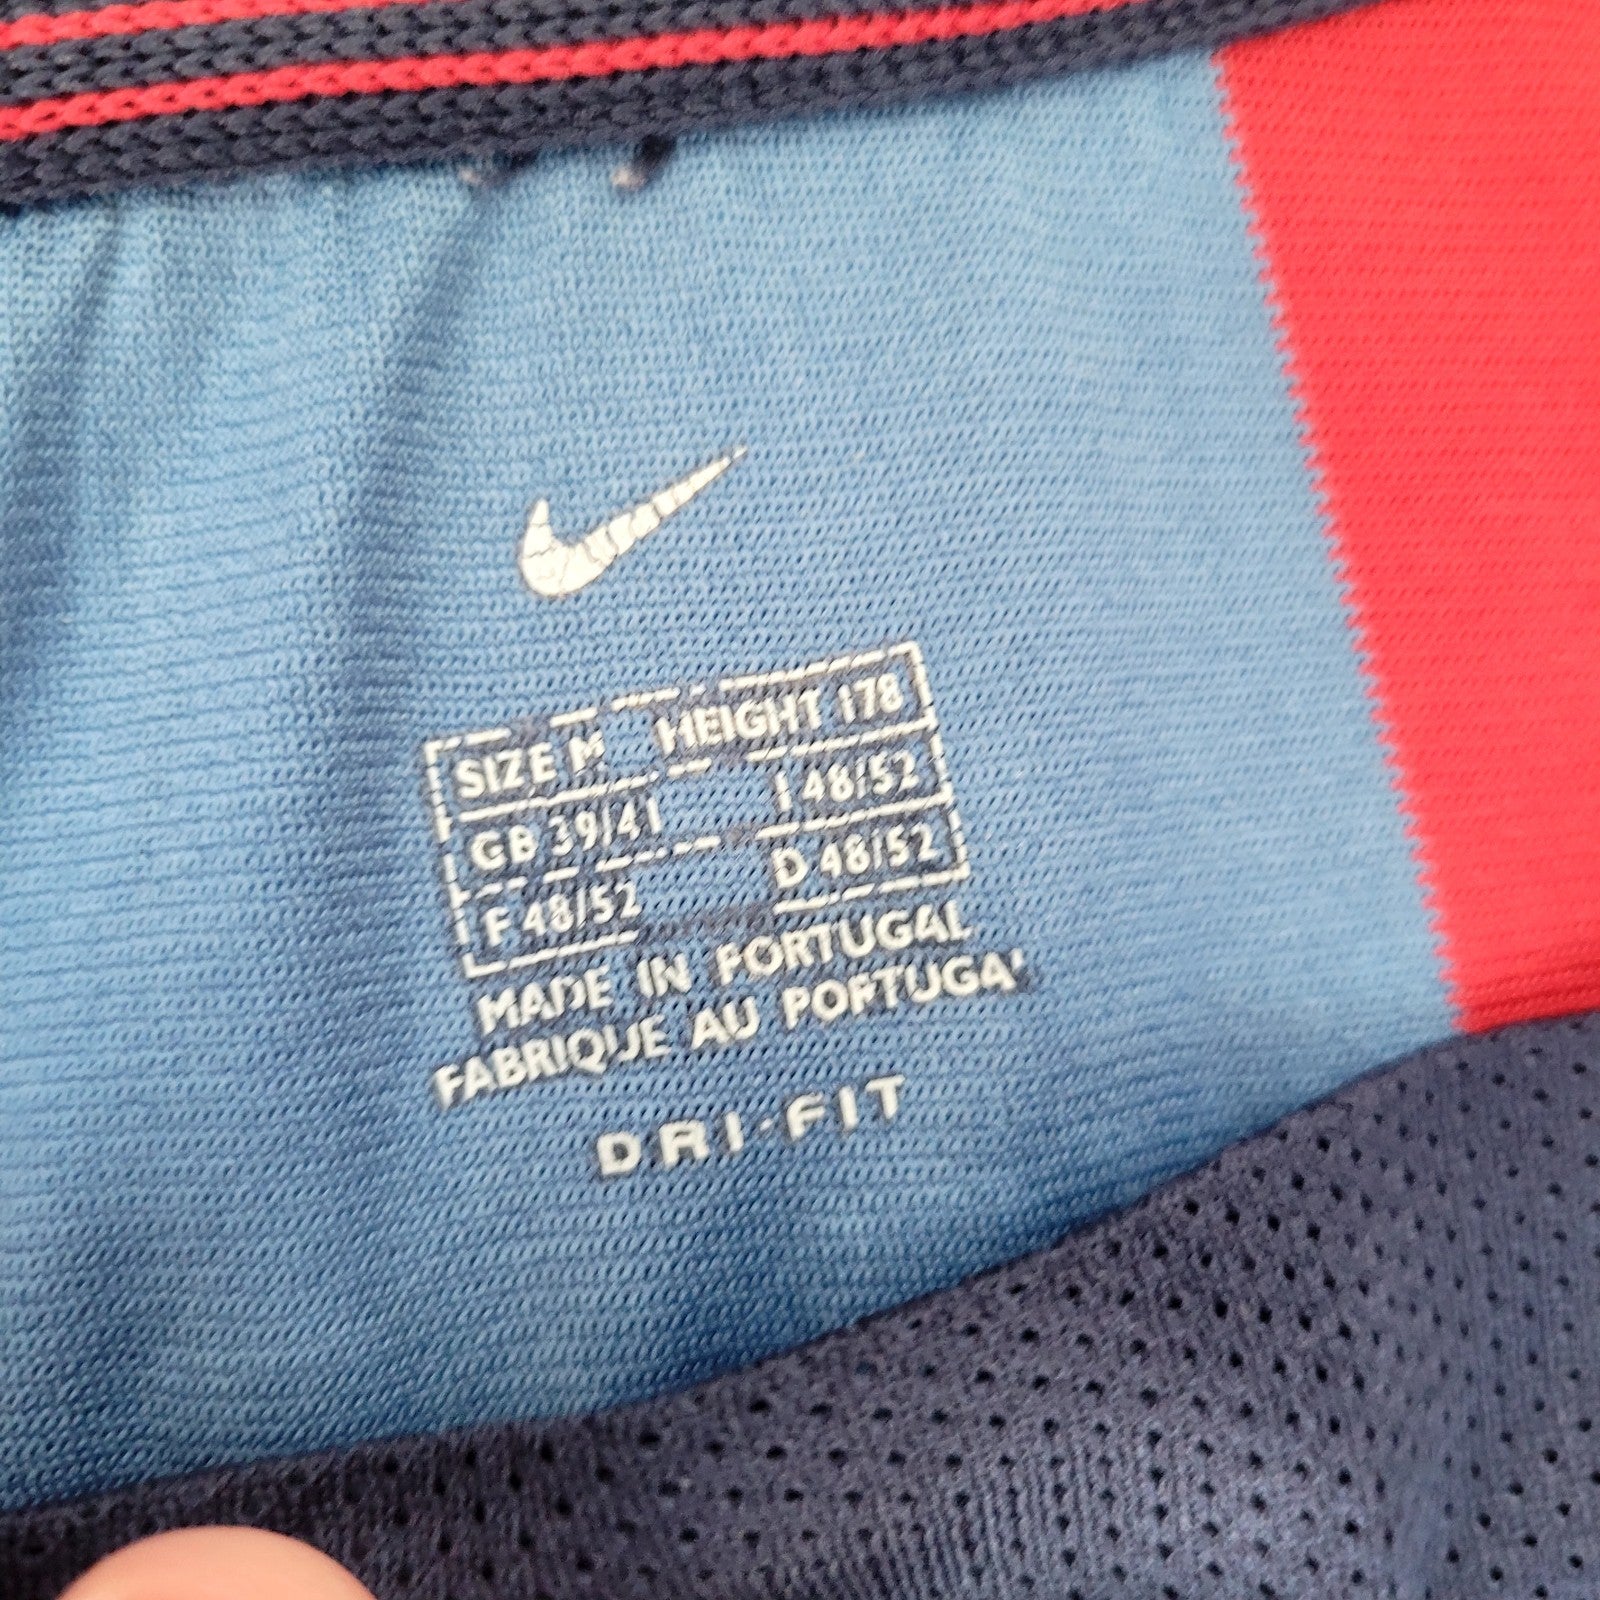 SIZE M HEIGHT 178
GB 39/41 I 48/52
F 48/52 D 48/52
MADE IN PORTUGAL
FABRIQUE AU PORTUGAL
DRI-FIT